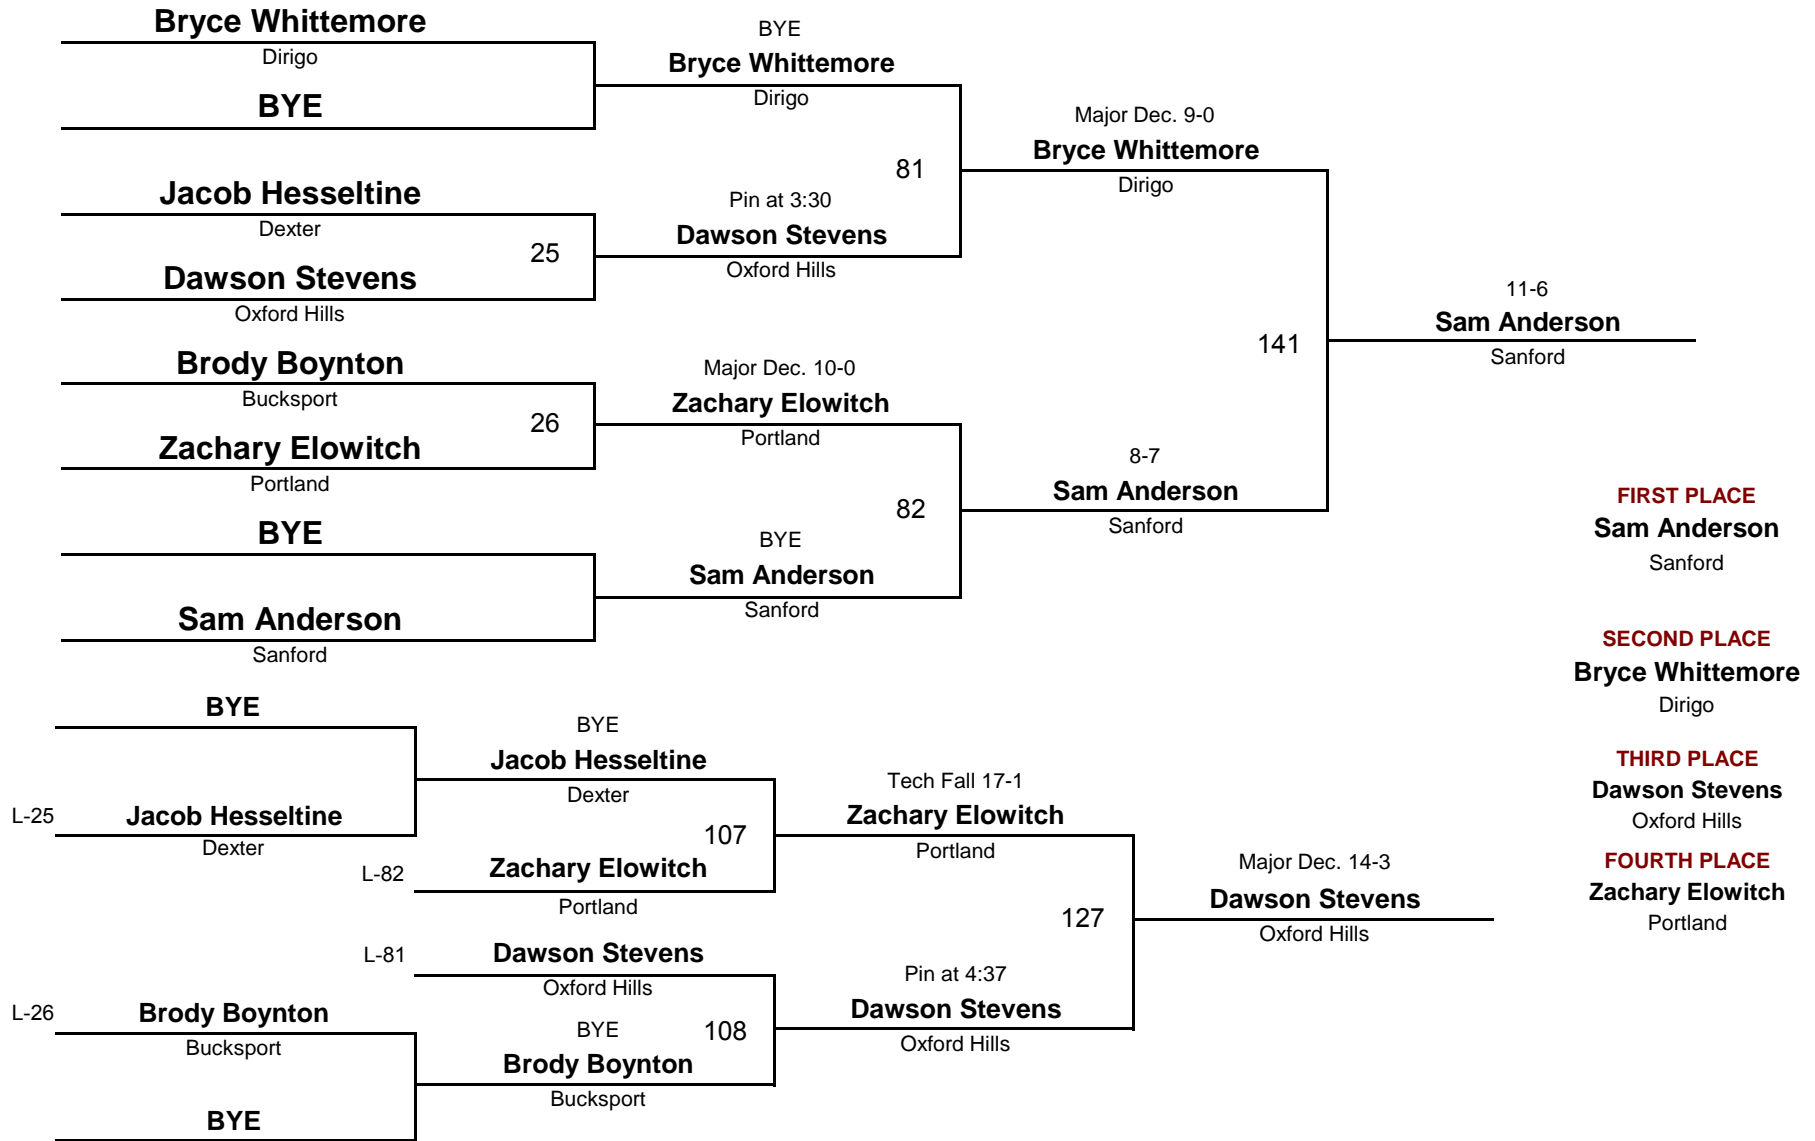 Bryce Whittemore
Dirigo
BYE
Jacob Hesseltine
Dexter
25
Dawson Stevens
Oxford Hills
Brody Boynton
Bucksport
26
Zachary Elowitch
Portland
BYE
Sam Anderson
Sanford
BYE
Bryce Whittemore
Dirigo
81
Pin at 3:30
Dawson Stevens
Oxford Hills
Major Dec. 10-0
Zachary Elowitch
Portland
82
BYE
Sam Anderson
Sanford
Major Dec. 9-0
Bryce Whittemore
Dirigo
141
8-7
Sam Anderson
Sanford
11-6
Sam Anderson
Sanford
FIRST PLACE
Sam Anderson
Sanford
SECOND PLACE
Bryce Whittemore
Dirigo
THIRD PLACE
Dawson Stevens
Oxford Hills
FOURTH PLACE
Zachary Elowitch
Portland
BYE
L-25
Jacob Hesseltine
Dexter
L-26
Brody Boynton
Bucksport
BYE
BYE
Jacob Hesseltine
Dexter
107
L-82
Zachary Elowitch
Portland
L-81
Dawson Stevens
Oxford Hills
BYE
108
Brody Boynton
Bucksport
Tech Fall 17-1
Zachary Elowitch
Portland
127
Pin at 4:37
Dawson Stevens
Oxford Hills
Major Dec. 14-3
Dawson Stevens
Oxford Hills